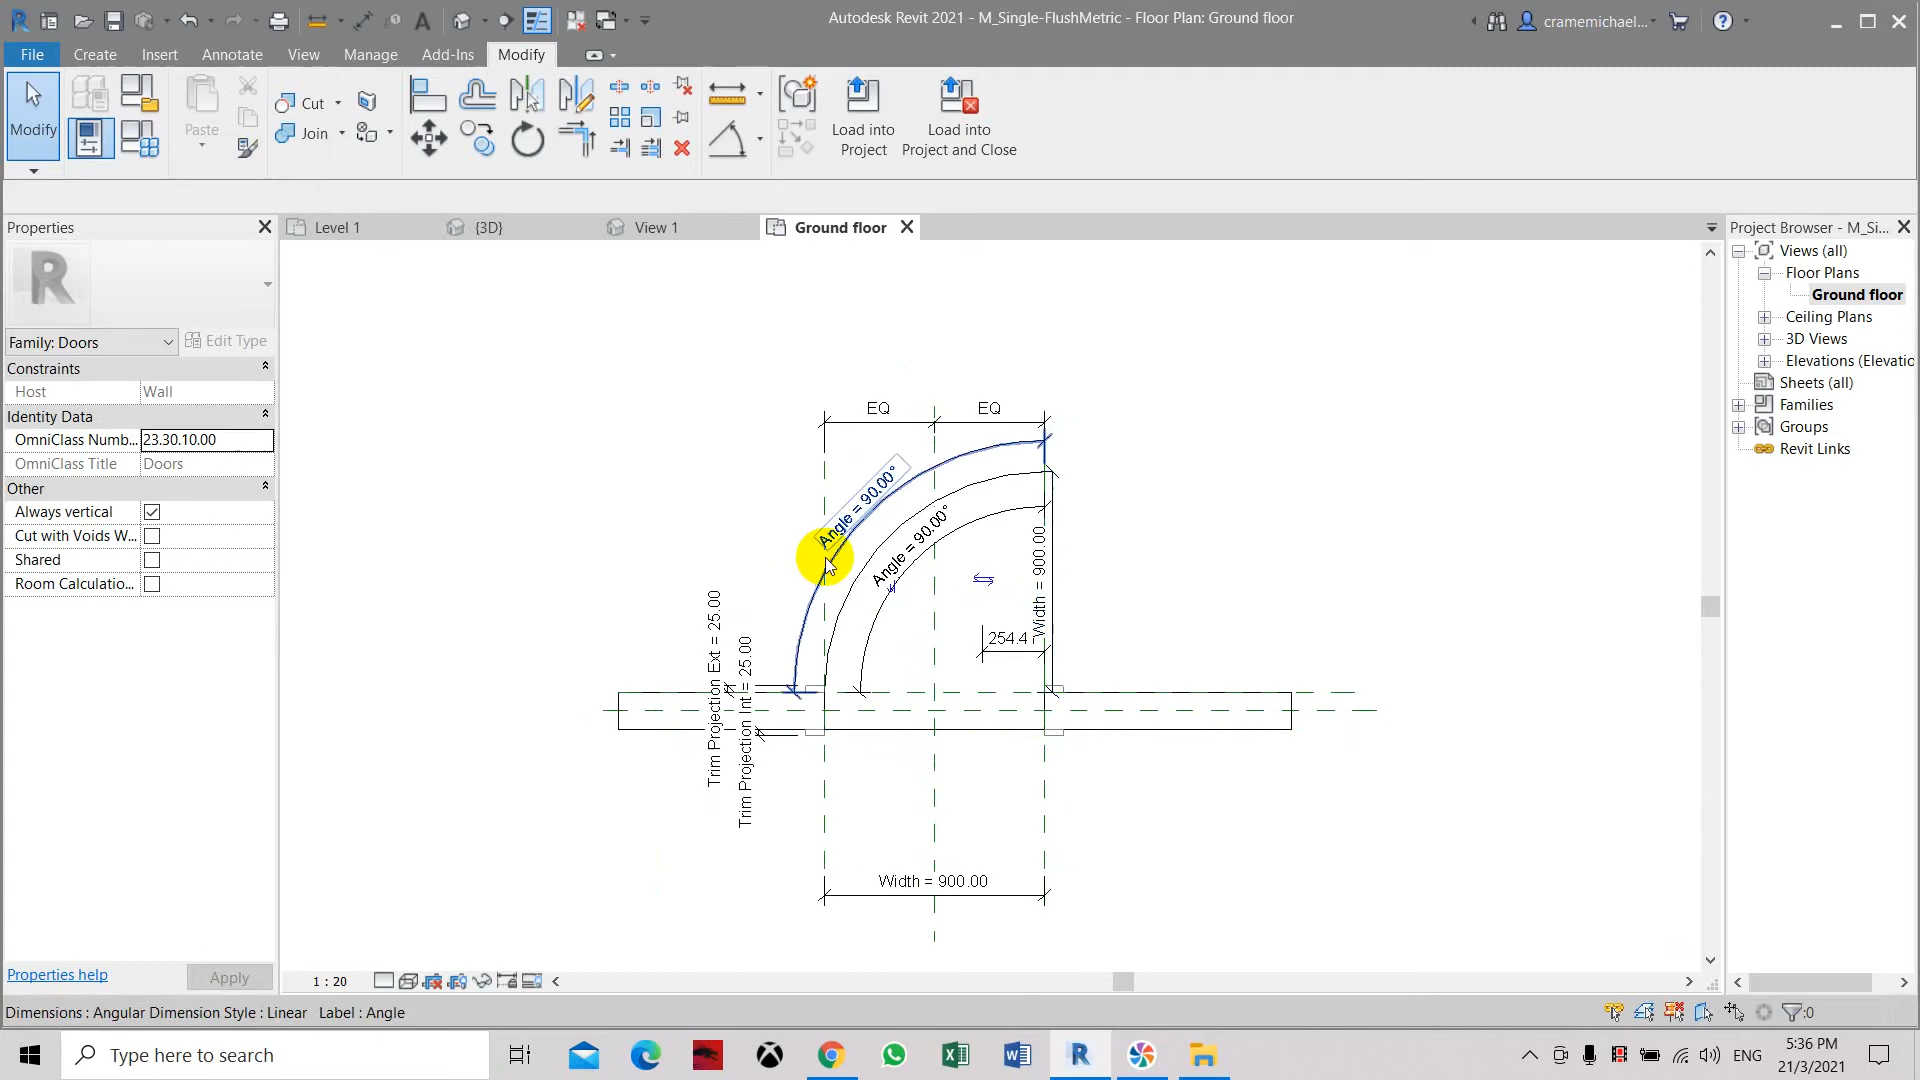 Autodesk Revit 2021 - M_Single-FlushMetric - Floor Plan: Ground floor
cramemichael...
File
Create
Insert
Annotate
View
Manage
Add-Ins
Modify
Modify
Paste
Cut
Join
Load into
Project
Load into
Project and Close
Properties
Level 1
{3D}
View 1
Ground floor
Project Browser - M_Si...
Family: Doors
Edit Type
Constraints
Host
Wall
Identity Data
OmniClass Numb...
23.30.10.00
OmniClass Title
Doors
Other
Always vertical
Cut with Voids W...
Shared
Room Calculatio...
Properties help
Apply
Views (all)
Floor Plans
Ground floor
Ceiling Plans
3D Views
Elevations (Elevatio
Sheets (all)
Families
Groups
Revit Links
EQ
EQ
Angle = 90.00°
Angle = 90.00°
Width = 900.00
254.4
Trim Projection Ext = 25.00
Trim Projection Int = 25.00
Width = 900.00
1 : 20
Dimensions : Angular Dimension Style : Linear Label : Angle
:0
Type here to search
ENG
5:36 PM
21/3/2021